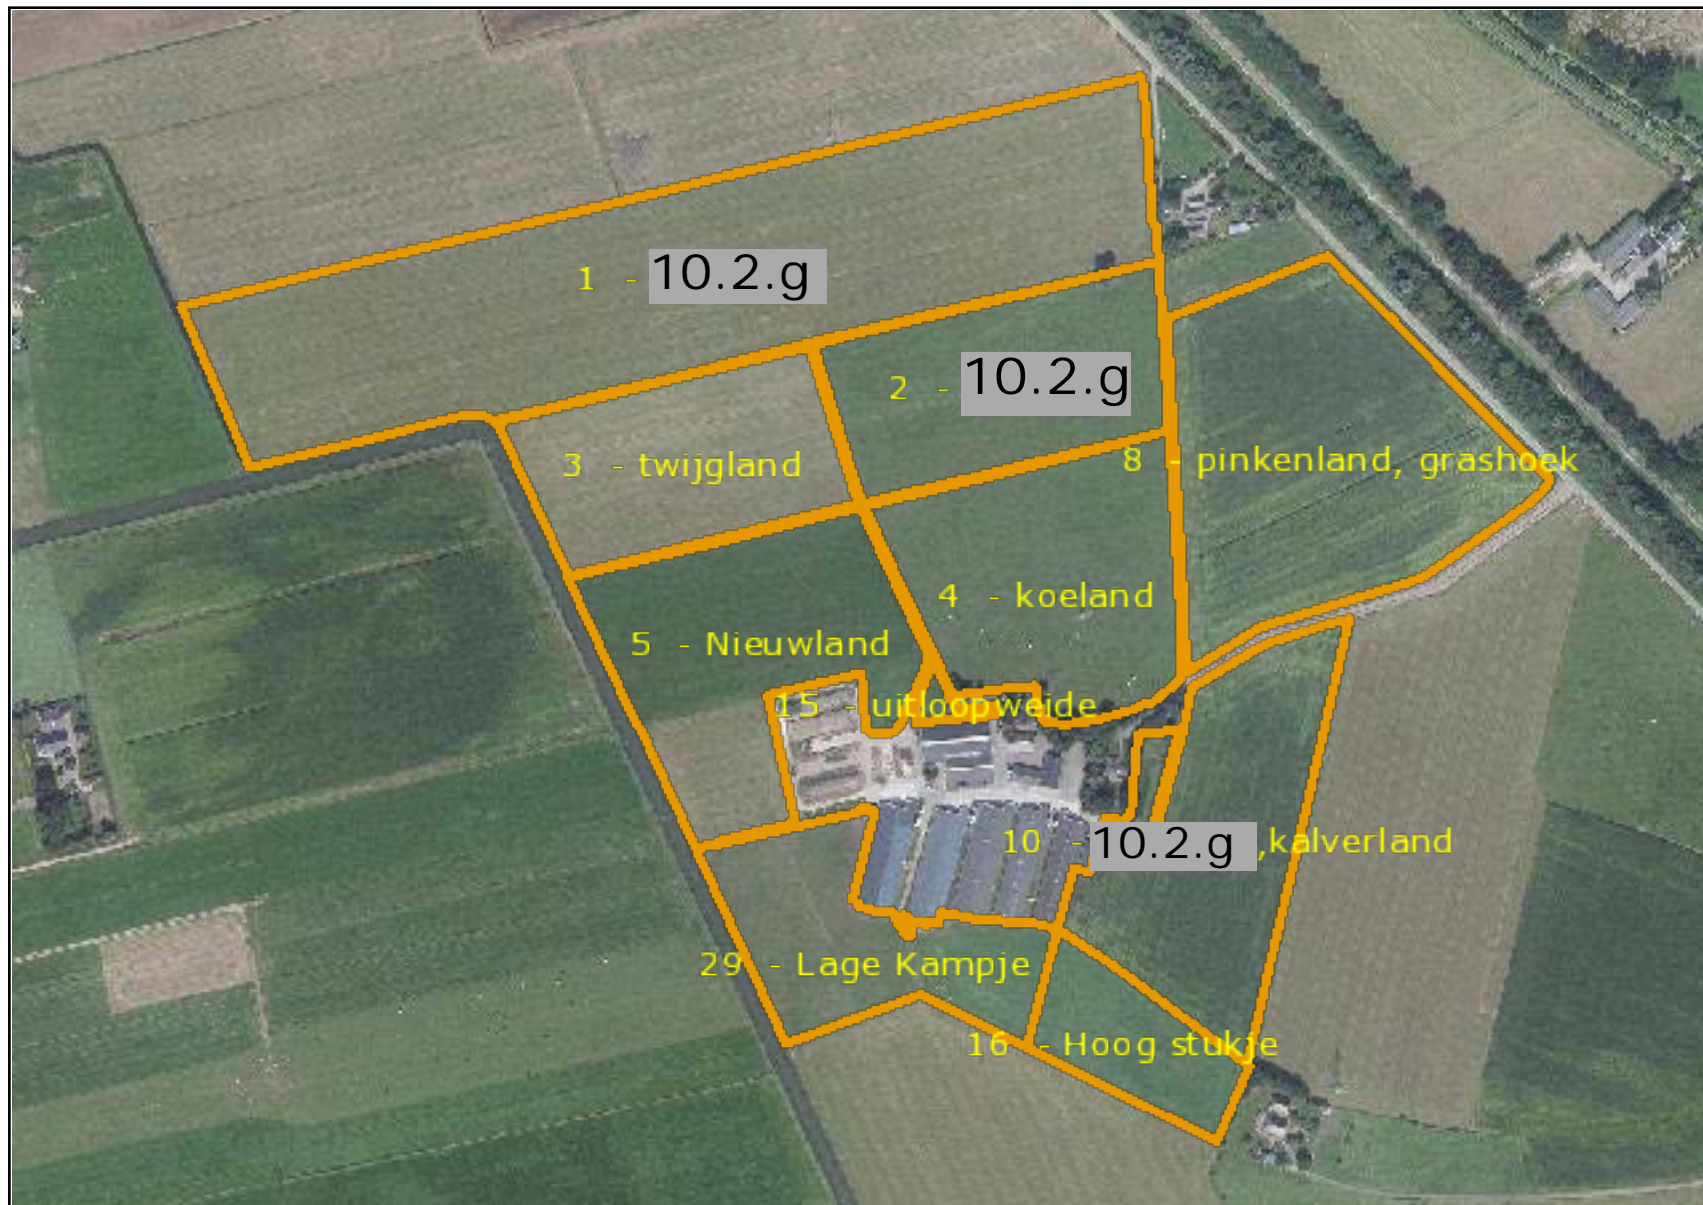 1 - 10.2.g
2 - 10.2.g
3 - twijgland
8 - pinkenland, grashoek
4 - koeland
5 - Nieuwland
15 - uitloopweide
10 - 10.2.g ,kalverland
29 - Lage Kampje
16 - Hoog stukje